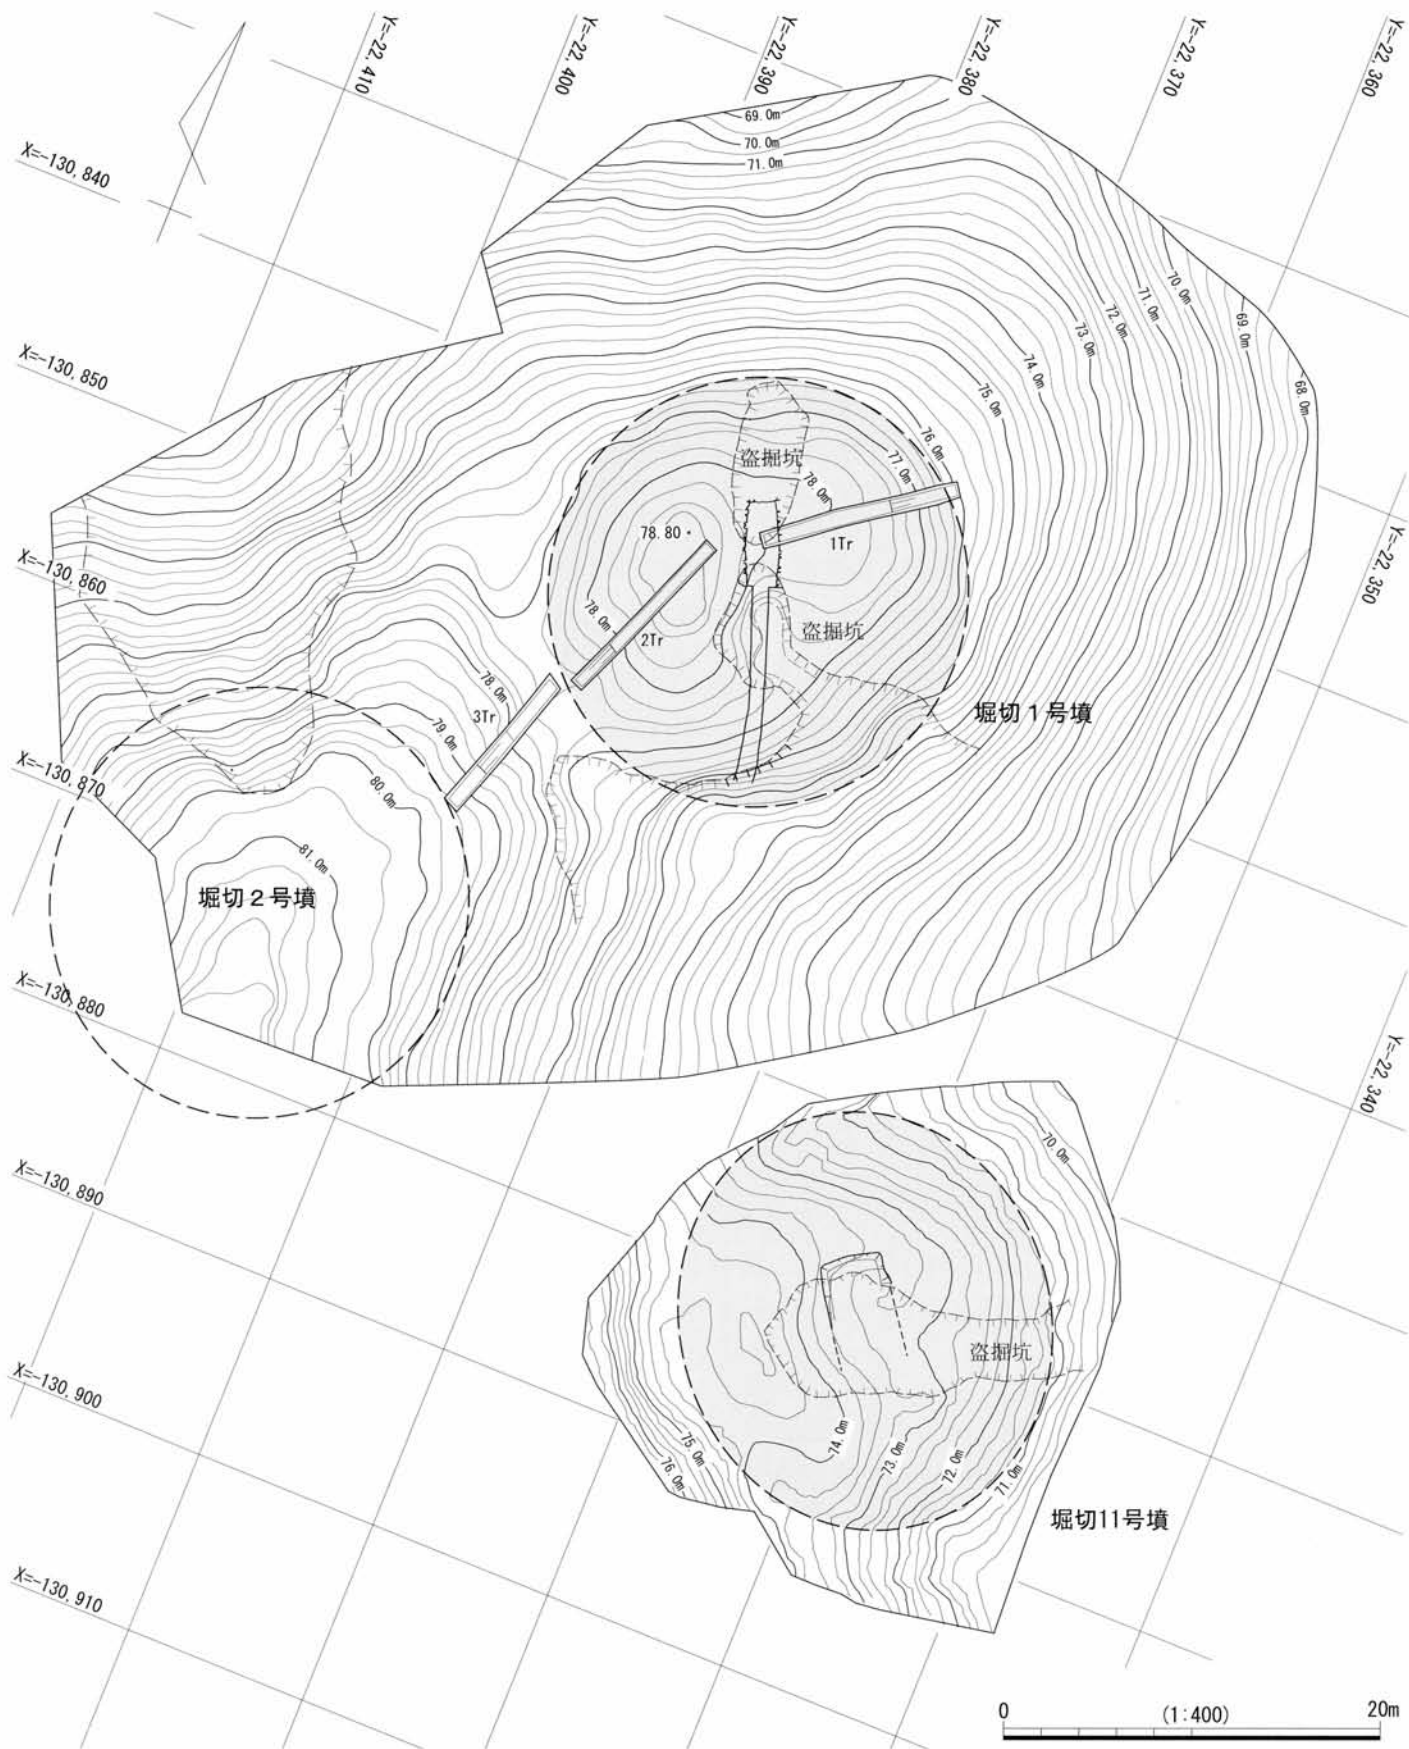 Y=-22,410
Y=-22,400
Y=-22,390
Y=-22,380
Y=-22,370
Y=-22,360
X=-130,840
69.0m
70.0m
71.0m
70.0m
71.0m
72.0m
69.0m
73.0m
74.0m
68.0m
X=-130,850
75.0m
76.0m
盗掘坑
77.0m
78.0m
78.80
1Tr
X=-130,860
Y=-22,350
78.0m
2Tr
盗掘坑
78.0m
3Tr
79.0m
堀切1号墳
X=-130,870
80.0m
81.0m
堀切2号墳
X=-130,880
Y=-22,340
70.0m
X=-130,890
盗掘坑
X=-130,900
74.0m
75.0m
73.0m
72.0m
76.0m
71.0m
堀切11号墳
X=-130,910
0 (1:400) 20m